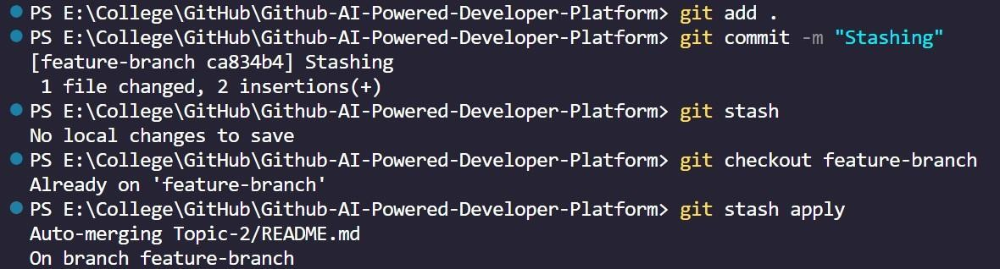 PS E:\College\GitHub\Github-AI-Powered-Developer-Platform> git add .
PS E:\College\GitHub\Github-AI-Powered-Developer-Platform> git commit -m "Stashing"
[feature-branch ca834b4] Stashing
 1 file changed, 2 insertions(+)
PS E:\College\GitHub\Github-AI-Powered-Developer-Platform> git stash
No local changes to save
PS E:\College\GitHub\Github-AI-Powered-Developer-Platform> git checkout feature-branch
Already on 'feature-branch'
PS E:\College\GitHub\Github-AI-Powered-Developer-Platform> git stash apply
Auto-merging Topic-2/README.md
On branch feature-branch